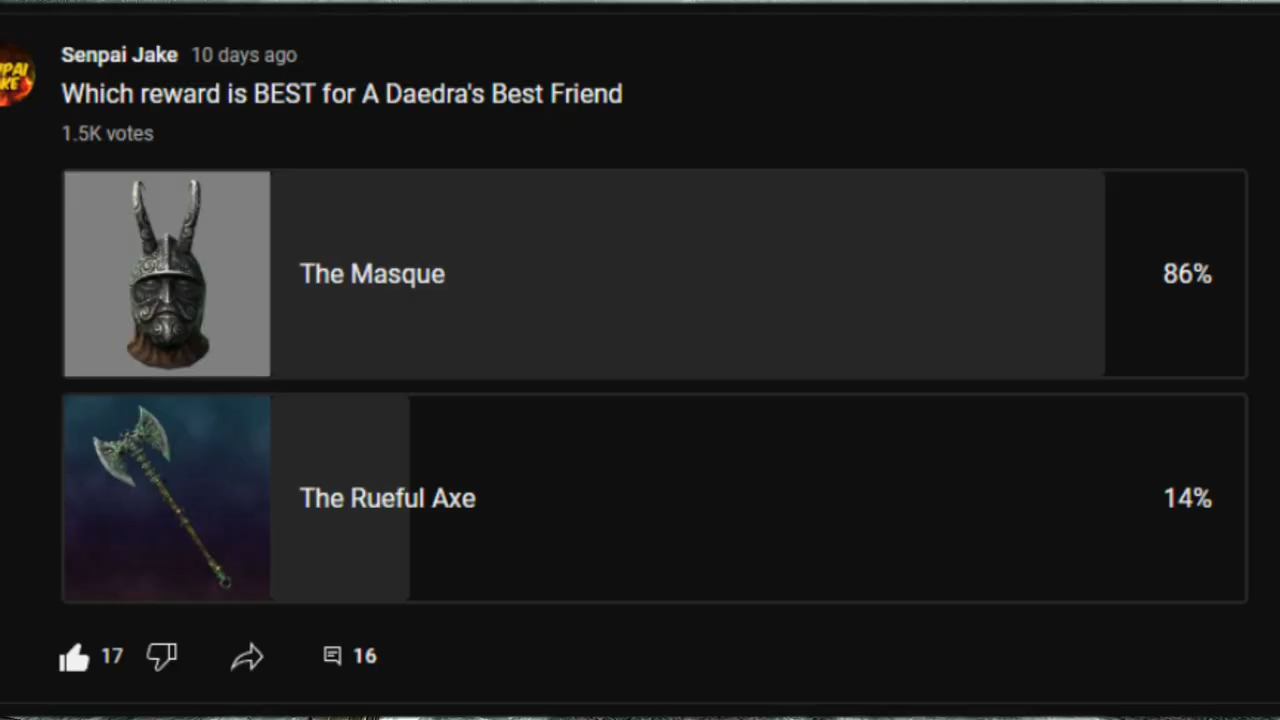 Senpai Jake 10 days ago
Which reward is BEST for A Daedra's Best Friend
1.5K votes
The Masque 86%
The Rueful Axe 14%
17 16